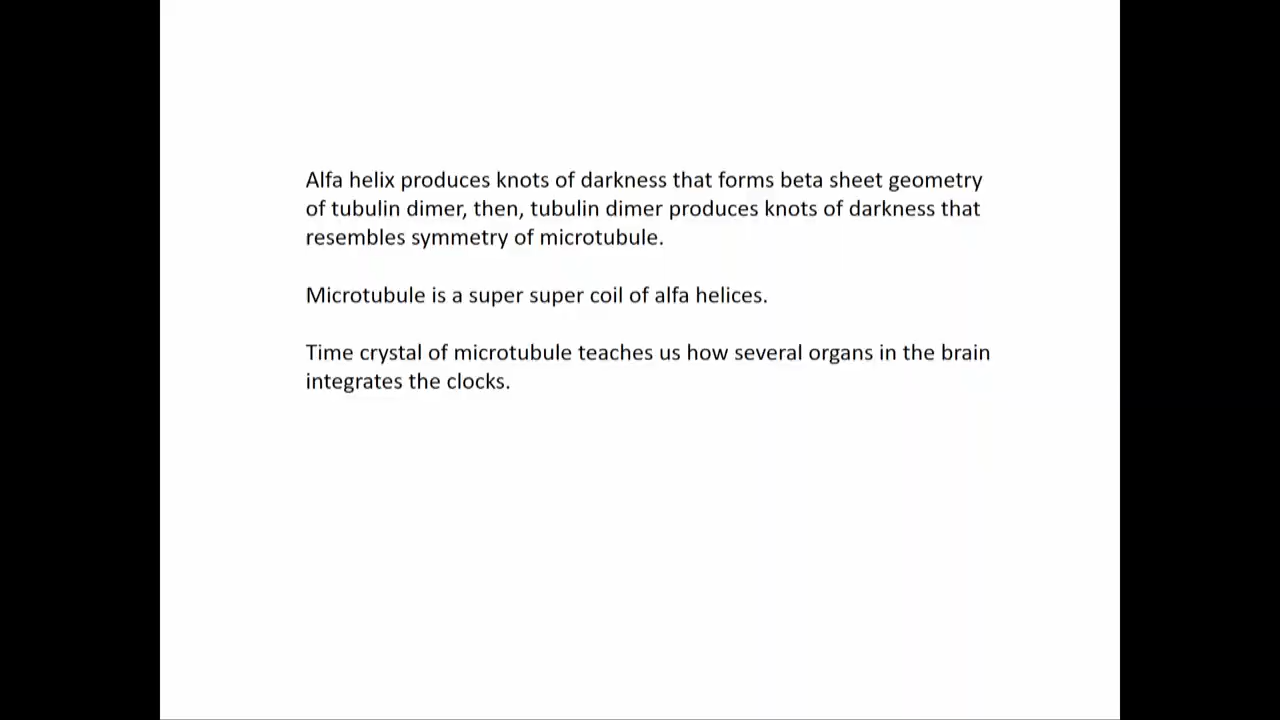 Alfa helix produces knots of darkness that forms beta sheet geometry
of tubulin dimer, then, tubulin dimer produces knots of darkness that
resembles symmetry of microtubule.
Microtubule is a super super coil of alfa helices.
Time crystal of microtubule teaches us how several organs in the brain
integrates the clocks.